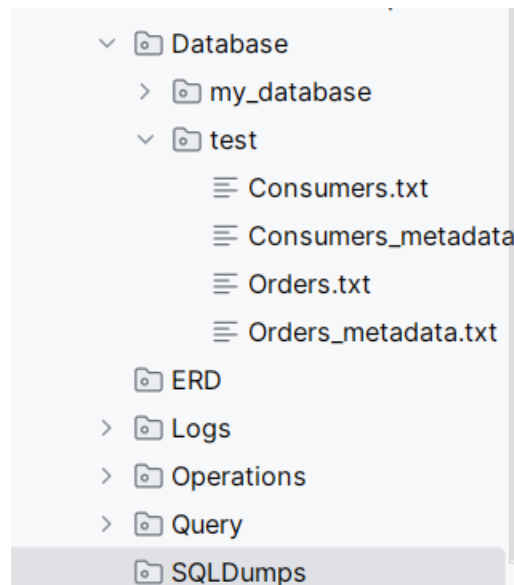 Database
my_database
test
Consumers.txt
Consumers_metadata
Orders.txt
Orders_metadata.txt
ERD
Logs
Operations
Query
SQLDumps